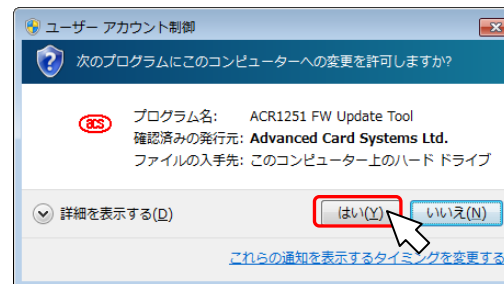 ユーザー アカウント制御
次のプログラムにこのコンピューターへの変更を許可しますか?
acs
プログラム名: ACR1251 FW Update Tool
確認済みの発行元: Advanced Card Systems Ltd.
ファイルの入手先: このコンピューター上のハード ドライブ
詳細を表示する(D) はい(Y) いいえ(N)
これらの通知を表示するタイミングを変更する